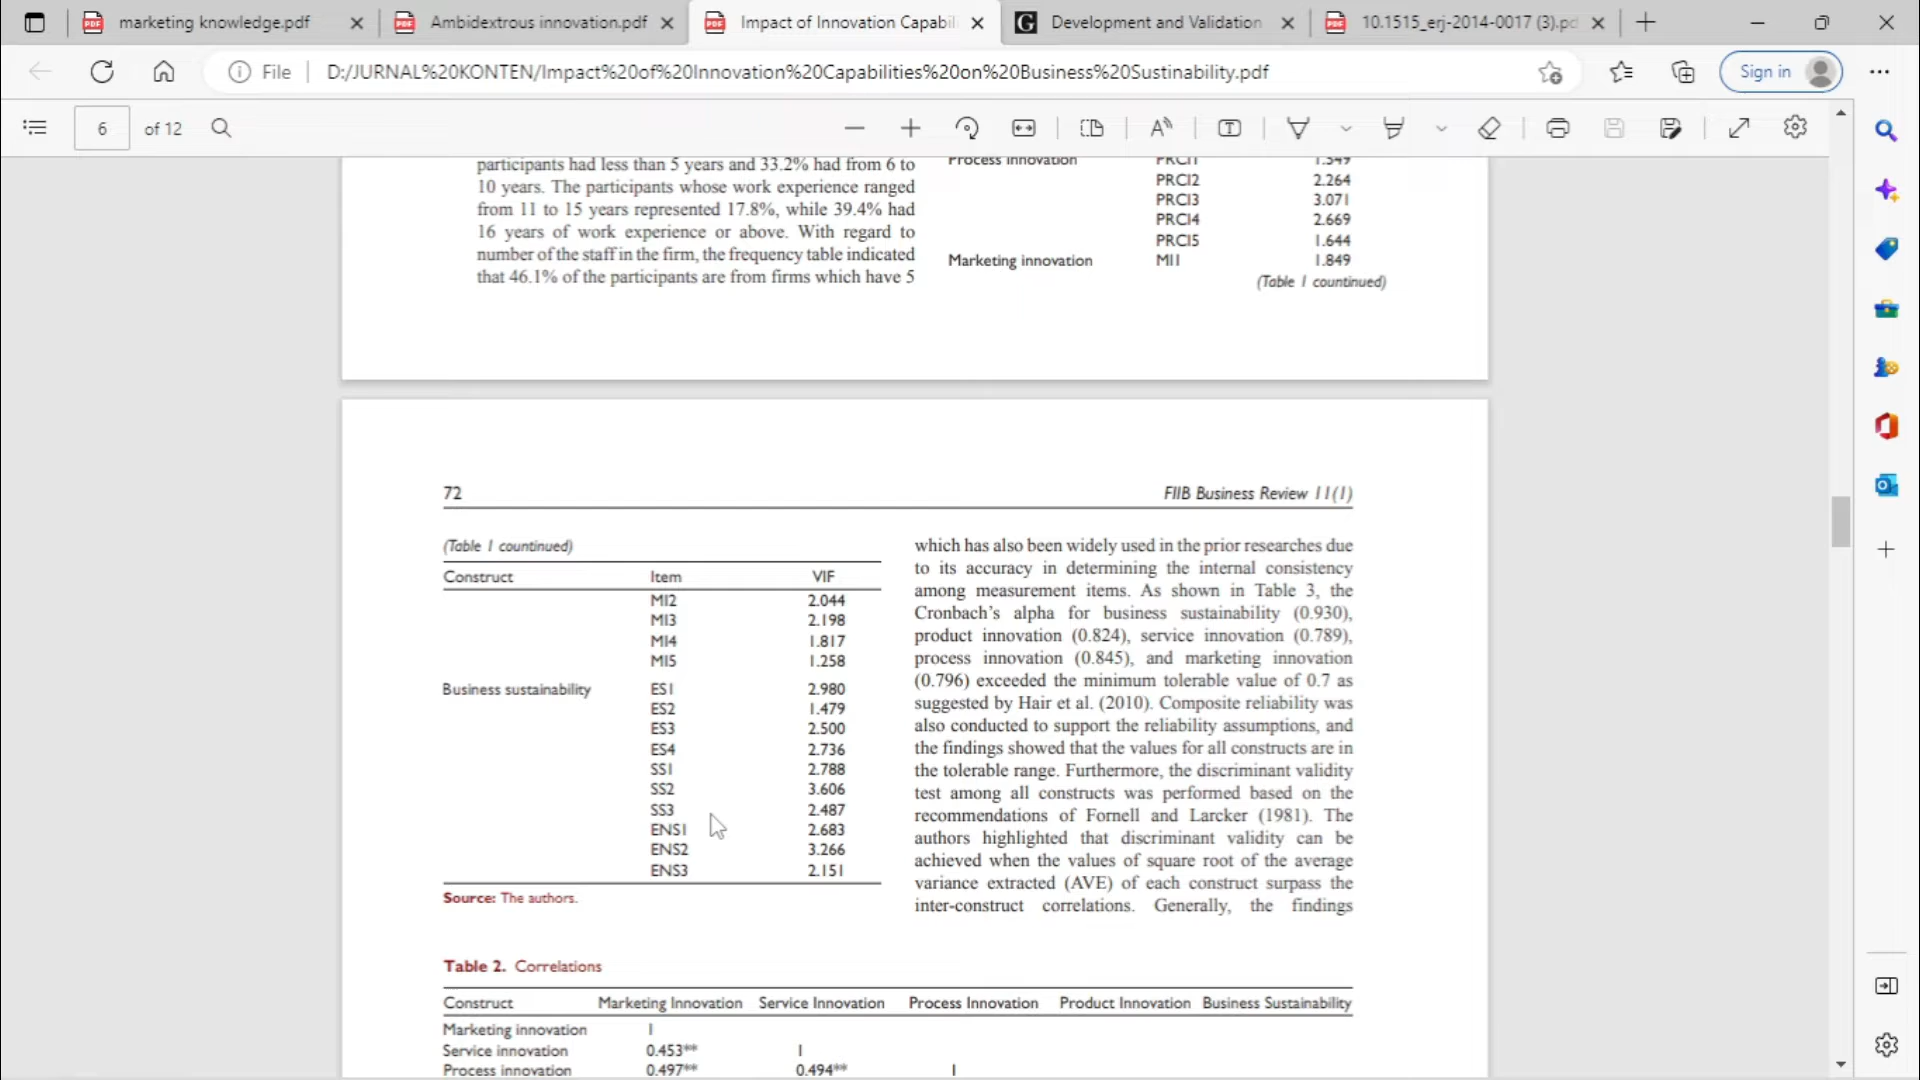 marketing knowledge.pdf
Ambidextrous innovation.pdf
Impact of Innovation Capabil
Development and Validation
10.1515_erj-2014-0017 (3).pd
File
D:/JURNAL%20KONTEN/Impact%20of%20Innovation%20Capabilities%20on%20Business%20Sustinability.pdf
Sign in
6 of 12
participants had less than 5 years and 33.2% had from 6 to
10 years. The participants whose work experience ranged
from 11 to 15 years represented 17.8%, while 39.4% had
16 years of work experience or above. With regard to
number of the staff in the firm, the frequency table indicated
that 46.1% of the participants are from firms which have 5
Process innovation PRCI1 1.549
PRCI2 2.264
PRCI3 3.071
PRCI4 2.669
PRCI5 1.644
Marketing innovation MI1 1.849
(Table 1 countinued)
72
FIIB Business Review 11(1)
(Table 1 countinued)
Construct Item VIF
MI2 2.044
MI3 2.198
MI4 1.817
MI5 1.258
Business sustainability ES1 2.980
ES2 1.479
ES3 2.500
ES4 2.736
SS1 2.788
SS2 3.606
SS3 2.487
ENS1 2.683
ENS2 3.266
ENS3 2.151
Source: The authors.
which has also been widely used in the prior researches due
to its accuracy in determining the internal consistency
among measurement items. As shown in Table 3, the
Cronbach's alpha for business sustainability (0.930),
product innovation (0.824), service innovation (0.789),
process innovation (0.845), and marketing innovation
(0.796) exceeded the minimum tolerable value of 0.7 as
suggested by Hair et al. (2010). Composite reliability was
also conducted to support the reliability assumptions, and
the findings showed that the values for all constructs are in
the tolerable range. Furthermore, the discriminant validity
test among all constructs was performed based on the
recommendations of Fornell and Larcker (1981). The
authors highlighted that discriminant validity can be
achieved when the values of square root of the average
variance extracted (AVE) of each construct surpass the
inter-construct correlations. Generally, the findings
Table 2. Correlations
Construct Marketing Innovation Service Innovation Process Innovation Product Innovation Business Sustainability
Marketing innovation 1
Service innovation 0.453** 1
Process innovation 0.497** 0.494** 1